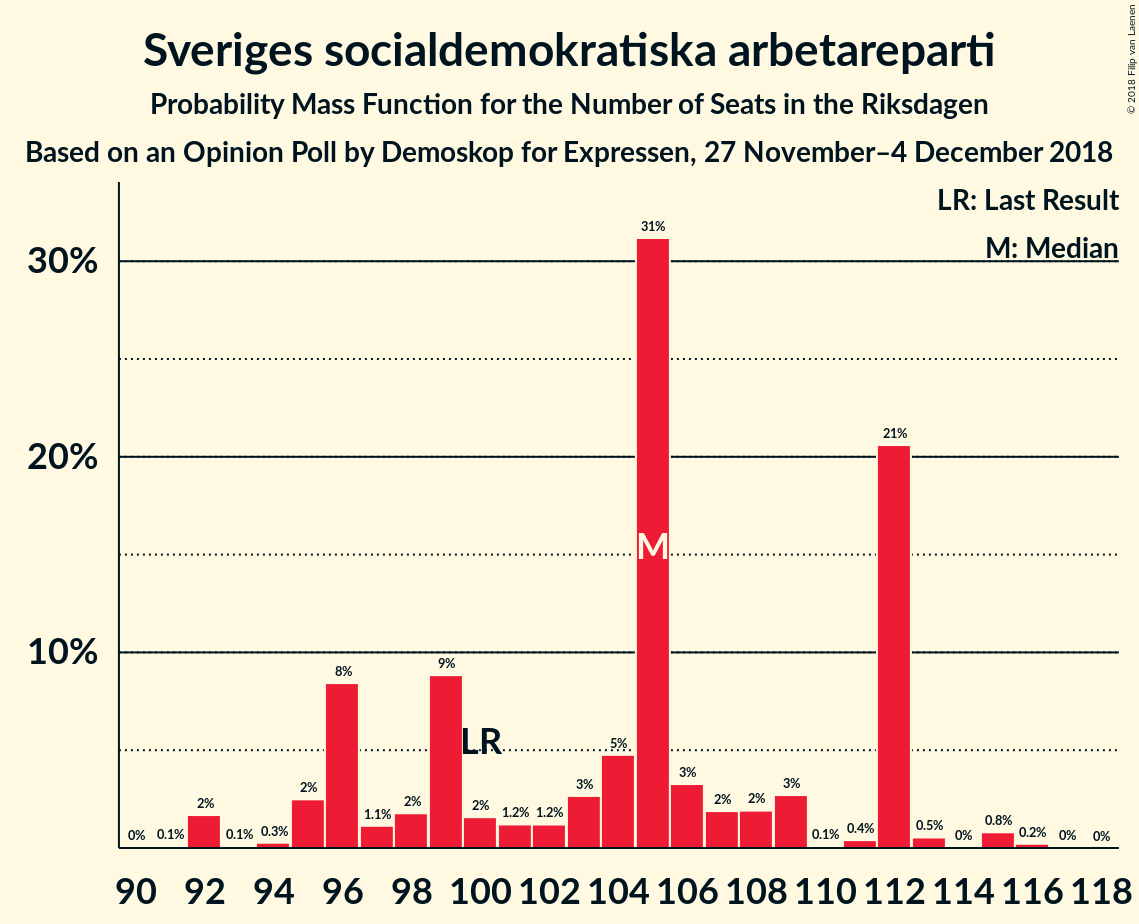 Sveriges socialdemokratiska arbetareparti
Probability Mass Function for the Number of Seats in the Riksdagen
Based on an Opinion Poll by Demoskop for Expressen, 27 November–4 December 2018
© 2018 Filip van Laenen
LR: Last Result
M: Median
30%
20%
10%
0% 0.1% 2% 0.1% 0.3% 2% 8% 1.1% 2% 9% 2% 1.2% 1.2% 3% 5% 31% 3% 2% 2% 3% 0.1% 0.4% 21% 0.5% 0% 0.8% 0.2% 0% 0%
LR
M
90 92 94 96 98 100 102 104 106 108 110 112 114 116 118